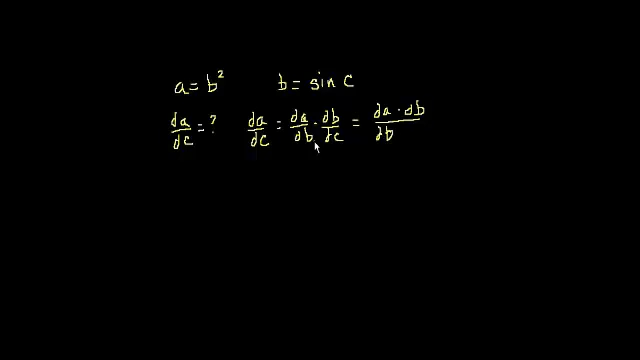 a = b² b = sin c
da/dc = ? da/dc = da/db · db/dc = da · db/db